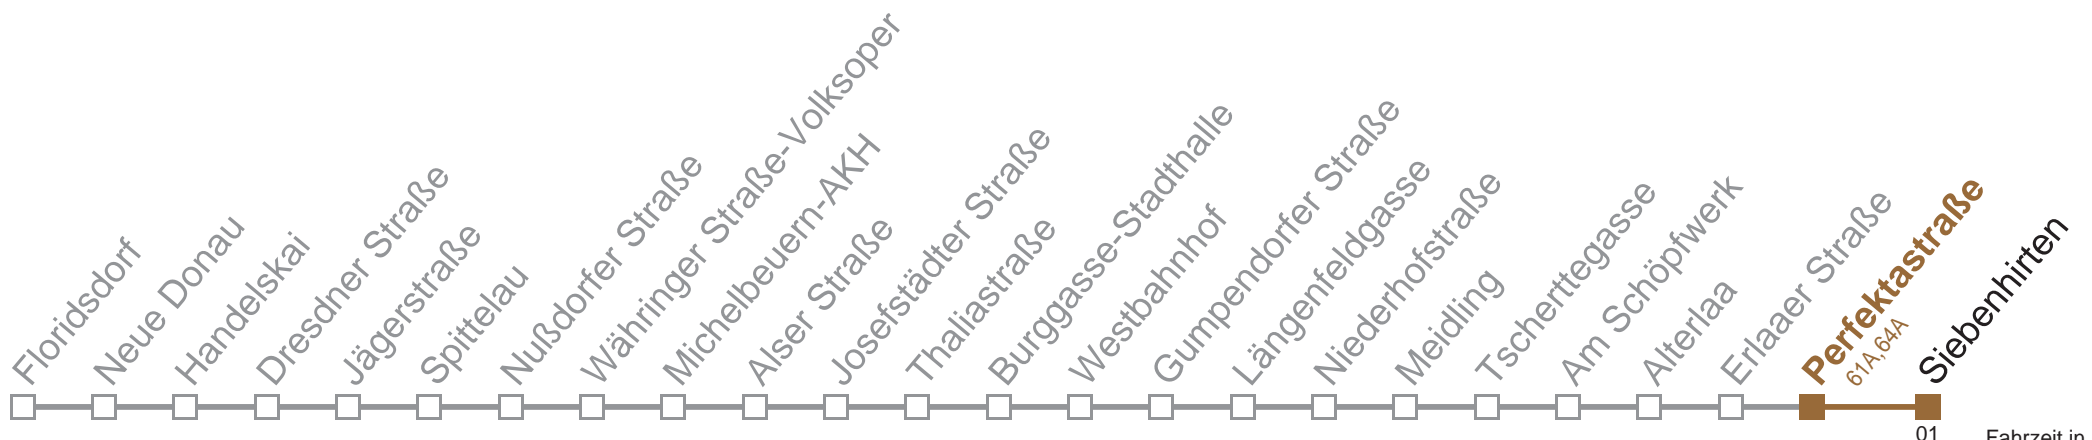 Floridsdorf
Neue Donau
Handelskai
Dresdner Straße
Jägerstraße
Spittelau
Nußdorfer Straße
Währinger Straße-Volksoper
Michelbeuern-AKH
Alser Straße
Josefstädter Straße
Thaliastraße
Burggasse-Stadthalle
Westbahnhof
Gumpendorfer Straße
Längenfeldgasse
Niederhofstraße
Meidling
Tscherttegasse
Am Schöpfwerk
Alterlaa
Erlaaer Straße
Perfektastraße
61A,64A
Siebenhirten
01
Fahrzeit in